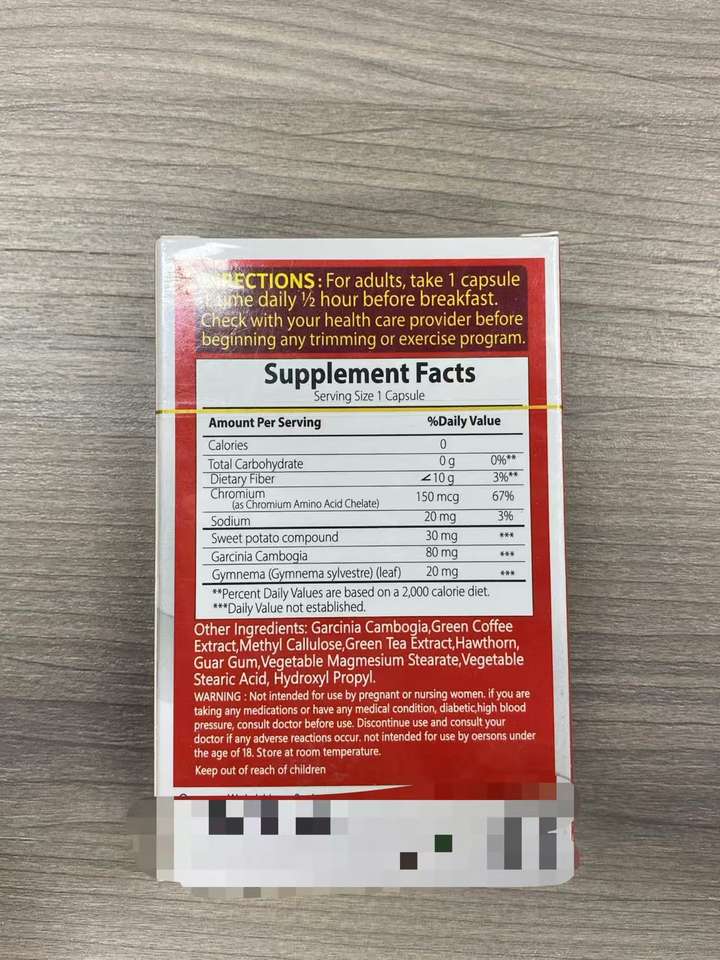 ECTIONS : For adults, take 1 capsule
time daily ½ hour before breakfast.
Check with your health care provider before
beginning any trimming or exercise program.
Supplement Facts
Serving Size 1 Capsule
Amount Per Serving %Daily Value
Calories 0
Total Carbohydrate 0 g 0%**
Dietary Fiber <10 g 3%**
Chromium 150 mcg 67%
(as Chromium Amino Acid Chelate)
Sodium 20 mg 3%
Sweet potato compound 30 mg ***
Garcinia Cambogia 80 mg ***
Gymnema (Gymnema sylvestre) (leaf) 20 mg ***
**Percent Daily Values are based on a 2,000 calorie diet.
***Daily Value not established.
Other Ingredients: Garcinia Cambogia,Green Coffee
Extract,Methyl Callulose,Green Tea Extract,Hawthorn,
Guar Gum,Vegetable Magmesium Stearate,Vegetable
Stearic Acid, Hydroxyl Propyl.
WARNING : Not intended for use by pregnant or nursing women. if you are
taking any medications or have any medical condition, diabetic,high blood
pressure, consult doctor before use. Discontinue use and consult your
doctor if any adverse reactions occur. not intended for use by oersons under
the age of 18. Store at room temperature.
Keep out of reach of children